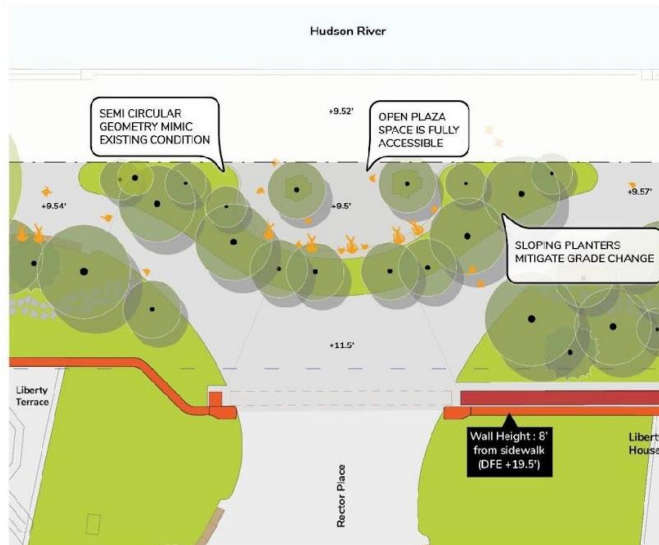 Hudson River
SEMI CIRCULAR
GEOMETRY MIMIC
EXISTING CONDITION
+9.52'
OPEN PLAZA
SPACE IS FULLY
ACCESSIBLE
+9.54'
+9.5'
+9.57'
SLOPING PLANTERS
MITIGATE GRADE CHANGE
+11.5'
Liberty
Terrace
Wall Height : 8'
from sidewalk
(DFE +19.5')
Liberty
House
Rector Place